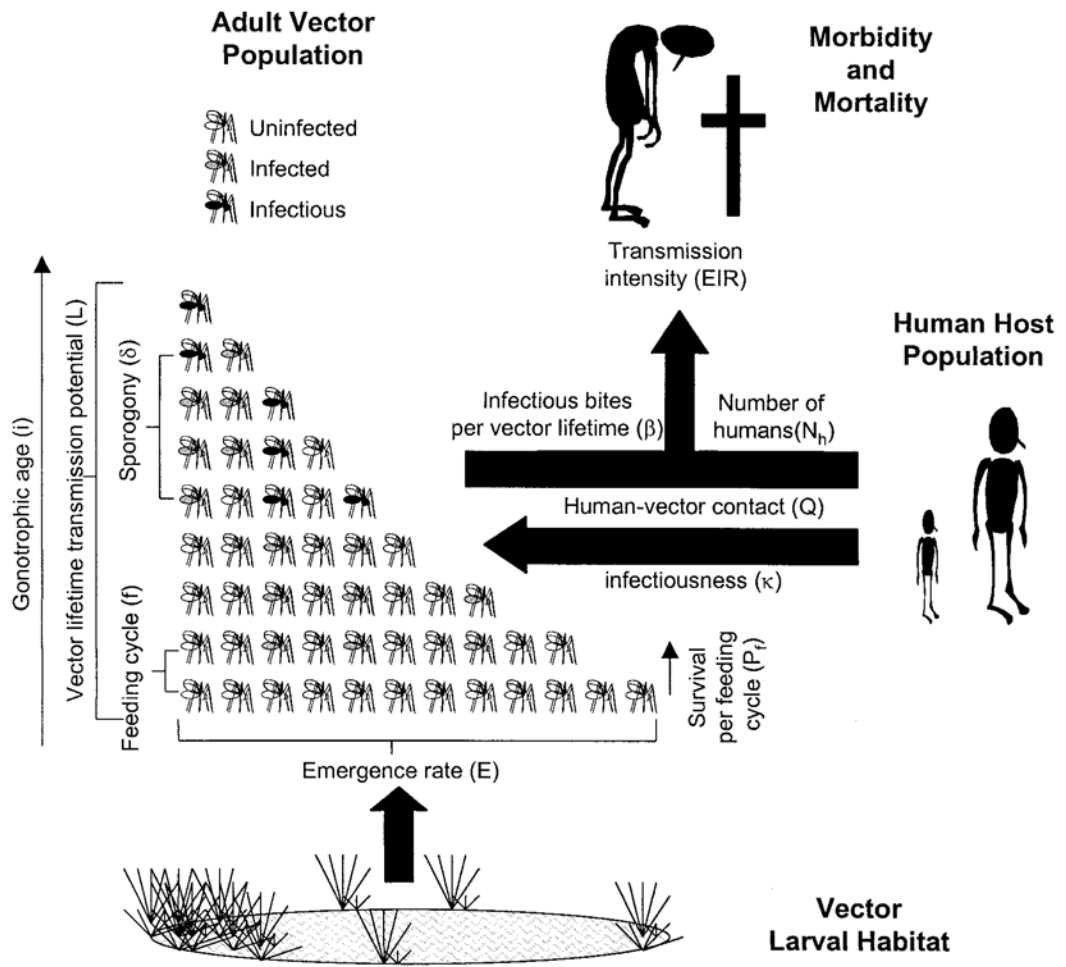 Adult Vector
Population
Uninfected
Infected
Infectious
Morbidity
and
Mortality
Transmission
intensity (EIR)
Human Host
Population
Infectious bites
per vector lifetime (β)
Number of
humans(Nh)
Human-vector contact (Q)
infectiousness (κ)
Gonotrophic age (i)
Vector lifetime transmission potential (L)
Sporogony (δ)
Feeding cycle (f)
Survival
per feeding
cycle (Pf)
Emergence rate (E)
Vector
Larval Habitat